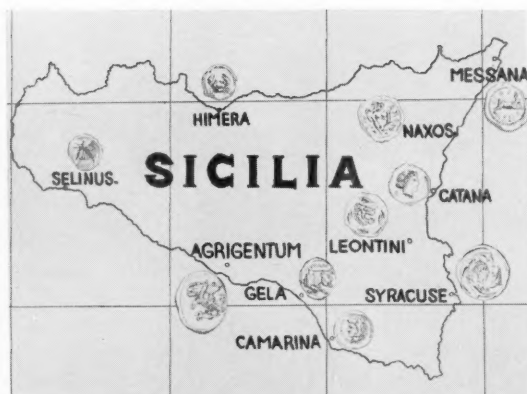 MESSANA
HIMERA
NAXOS
SELINUS
SICILIA
CATANA
AGRIGENTUM
LEONTINI
GELA
SYRACUSE
CAMARINA